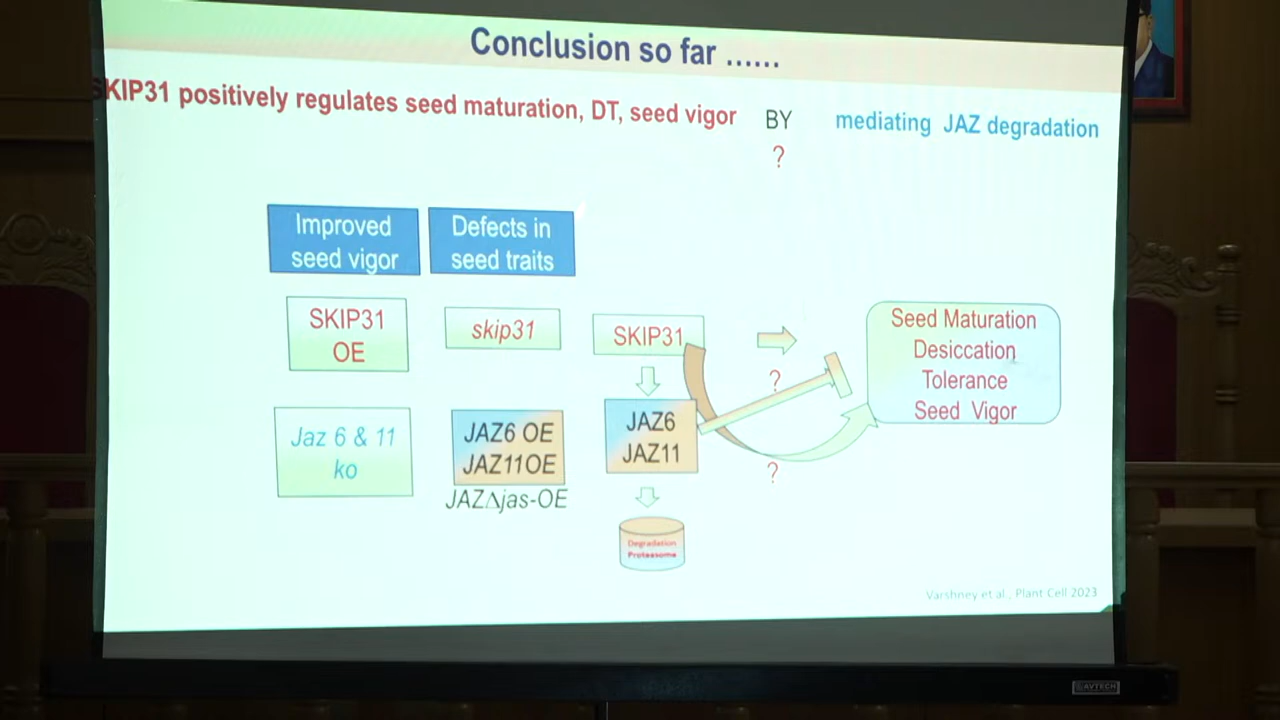 Conclusion so far ......
SKIP31 positively regulates seed maturation, DT, seed vigor BY mediating JAZ degradation
?
Improved
seed vigor
Defects in
seed traits
SKIP31
OE
skip31
SKIP31
?
Seed Maturation
Desiccation
Tolerance
Seed Vigor
Jaz 6 & 11
ko
JAZ6 OE
JAZ11OE
JAZΔjas-OE
JAZ6
JAZ11
?
Degradation
Proteasome
Varshney et al., Plant Cell 2023
AVTECH